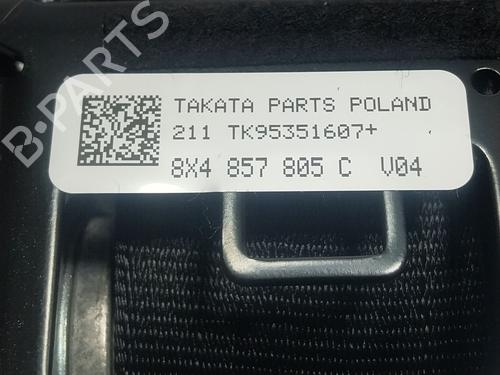 TAKATA PARTS POLAND
211 TK95351607+
8X4 857 805 C V04
B-PARTS